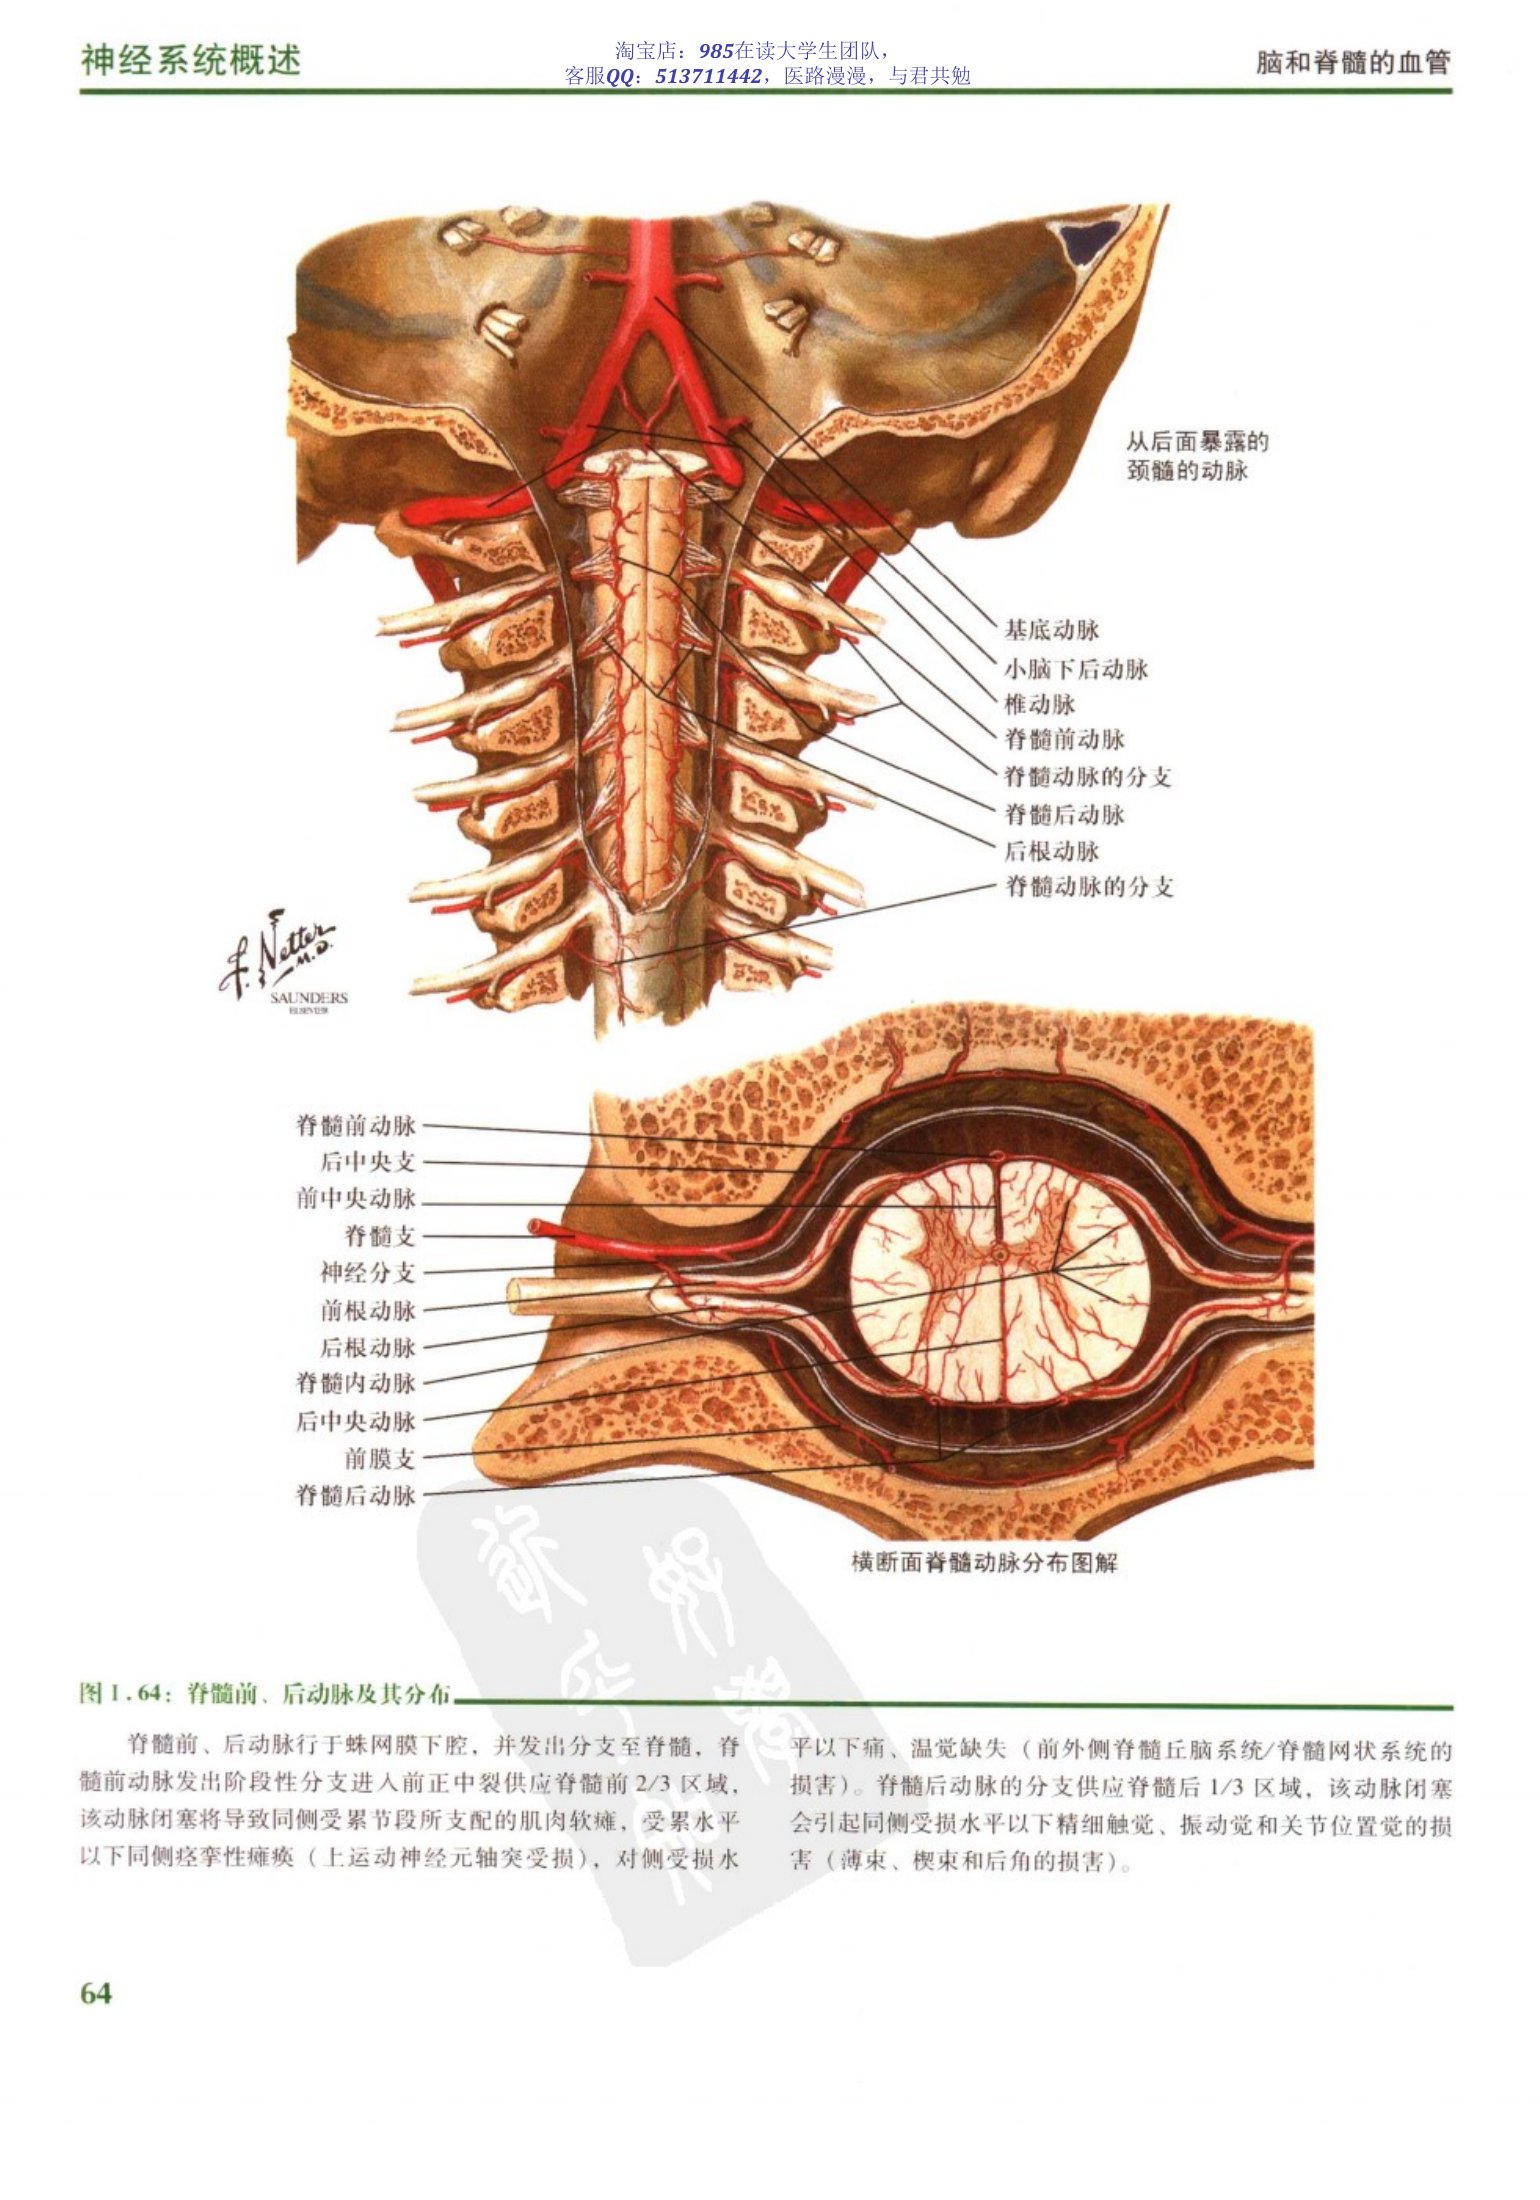 神经系统概述
淘宝店：985在读大学生团队，
客服QQ：513711442，医路漫漫，与君共勉
脑和脊髓的血管
从后面暴露的
颈髓的动脉
基底动脉
小脑下后动脉
椎动脉
脊髓前动脉
脊髓动脉的分支
脊髓后动脉
后根动脉
脊髓动脉的分支
F. Netter M.D.
SAUNDERS
ELSEVIER
脊髓前动脉
后中央支
前中央动脉
脊髓支
神经分支
前根动脉
后根动脉
脊髓内动脉
后中央动脉
前膜支
脊髓后动脉
横断面脊髓动脉分布图解
图 I.64：脊髓前、后动脉及其分布
脊髓前、后动脉行于蛛网膜下腔，并发出分支至脊髓，脊
髓前动脉发出阶段性分支进入前正中裂供应脊髓前 2/3 区域，
该动脉闭塞将导致同侧受累节段所支配的肌肉软瘫，受累水平
以下同侧痉挛性瘫痪（上运动神经元轴突受损），对侧受损水
平以下痛、温觉缺失（前外侧脊髓丘脑系统/脊髓网状系统的
损害）。脊髓后动脉的分支供应脊髓后 1/3 区域，该动脉闭塞
会引起同侧受损水平以下精细触觉、振动觉和关节位置觉的损
害（薄束、楔束和后角的损害）。
64